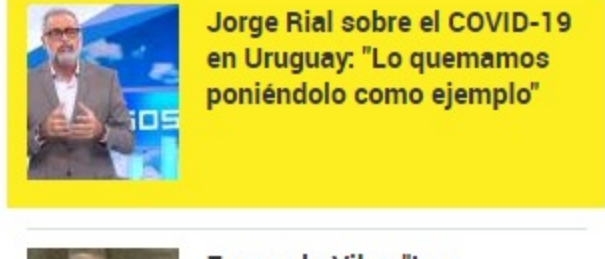 Jorge Rial sobre el COVID-19
en Uruguay: "Lo quemamos
poniéndolo como ejemplo"